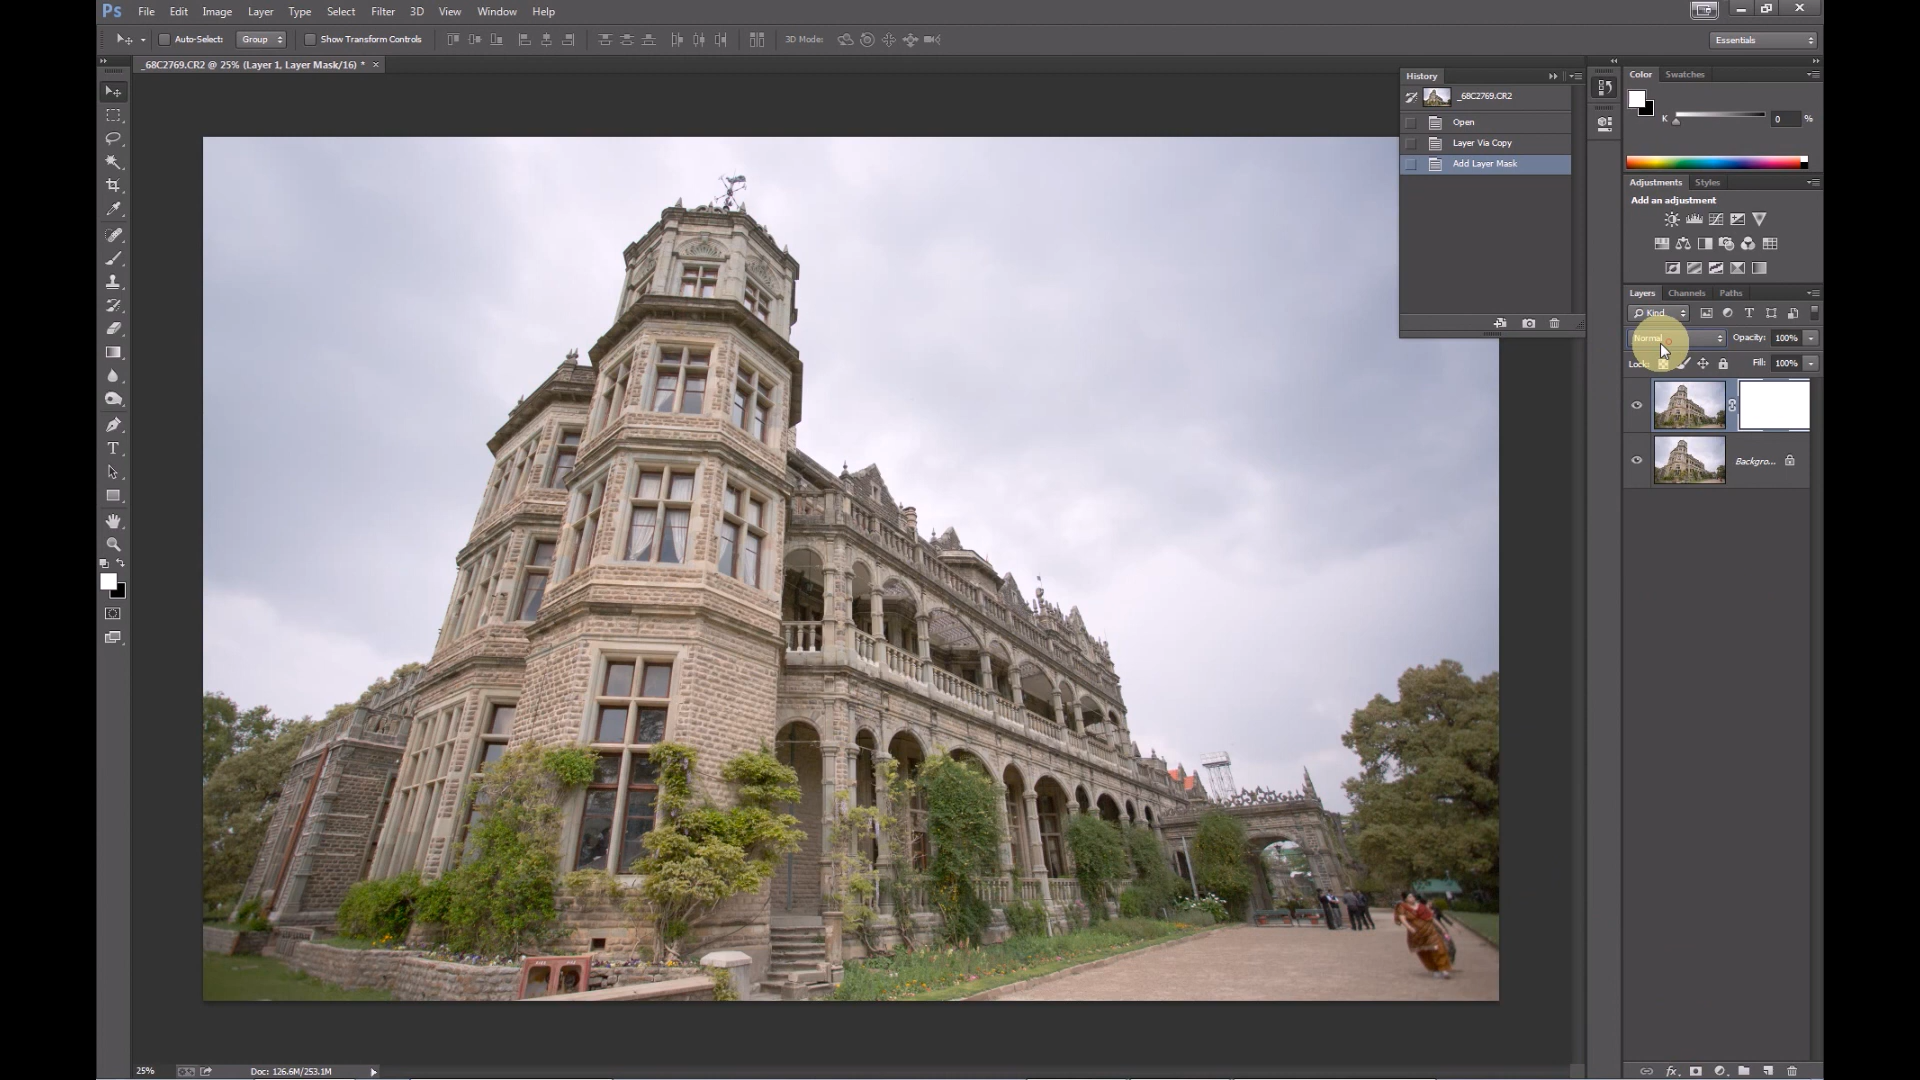 Ps File Edit Image Layer Type Select Filter 3D View Window Help
Auto-Select: Group Show Transform Controls 3D Mode: Essentials
_68C2769.CR2 @ 25% (Layer 1, Layer Mask/16) * ×
History
_68C2769.CR2
Open
Layer Via Copy
Add Layer Mask
Color Swatches
K 0 %
Adjustments Styles
Add an adjustment
Layers Channels Paths
Kind
Normal Opacity: 100%
Lock: Fill: 100%
Backgro...
25% Doc: 126.6M/253.1M
fx